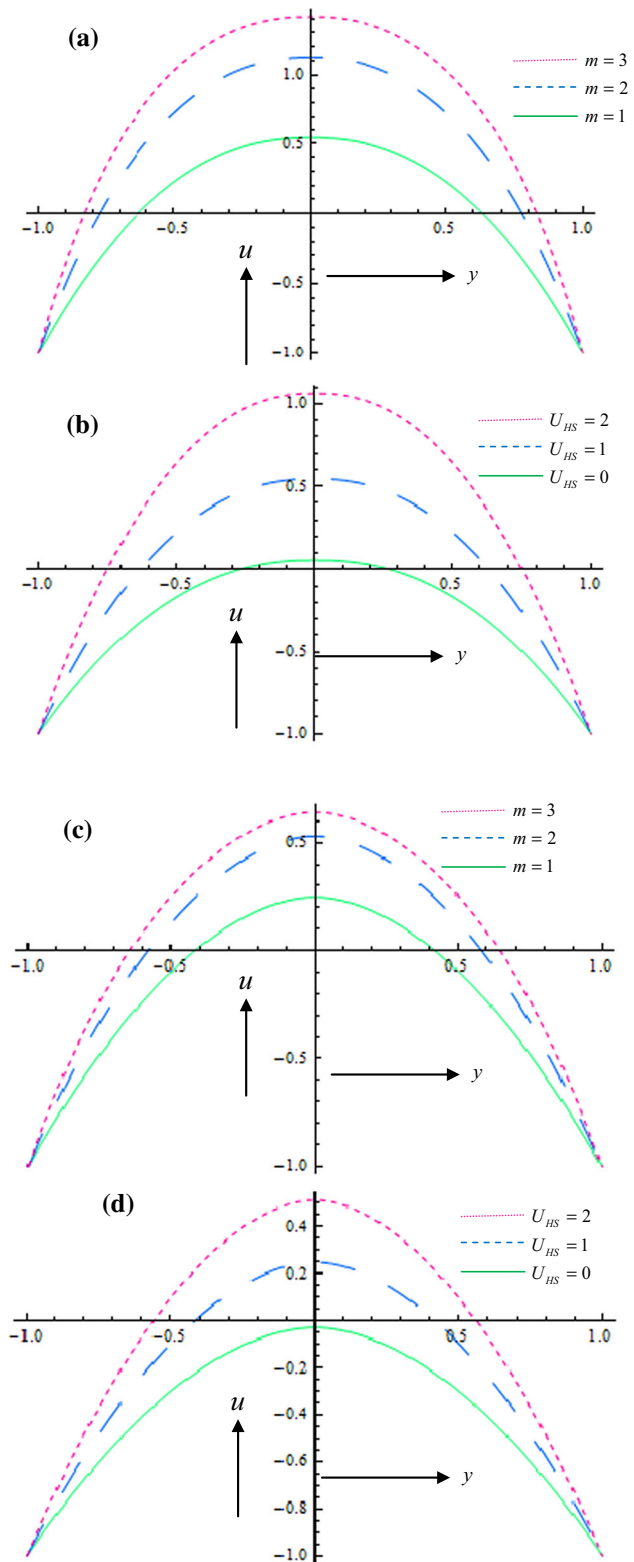 (a)
m = 3
m = 2
m = 1
1.0
0.5
-1.0 -0.5 0.5 1.0
-0.5
-1.0
u
y
(b)
U_HS = 2
U_HS = 1
U_HS = 0
1.0
0.5
-1.0 -0.5 0.5 1.0
-0.5
-1.0
u
y
(c)
m = 3
m = 2
m = 1
0.5
-1.0 -0.5 0.5 1.0
-0.5
-1.0
u
y
(d)
U_HS = 2
U_HS = 1
U_HS = 0
0.4
0.2
-1.0 -0.5 0.5 1.0
-0.2
-0.4
-0.6
-0.8
-1.0
u
y